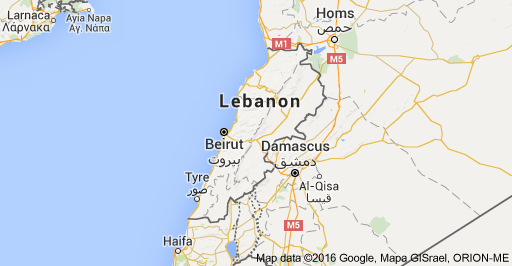 Larnaca
Λάρνακα
Ayia Napa
Αγ. Νάπα
Homs
حمص
M1
M5
Lebanon
Beirut
بيروت
Damascus
دمشق
Tyre
صور
Al-Qisa
قيسا
M5
Haifa
Map data ©2016 Google, Mapa GISrael, ORION-ME